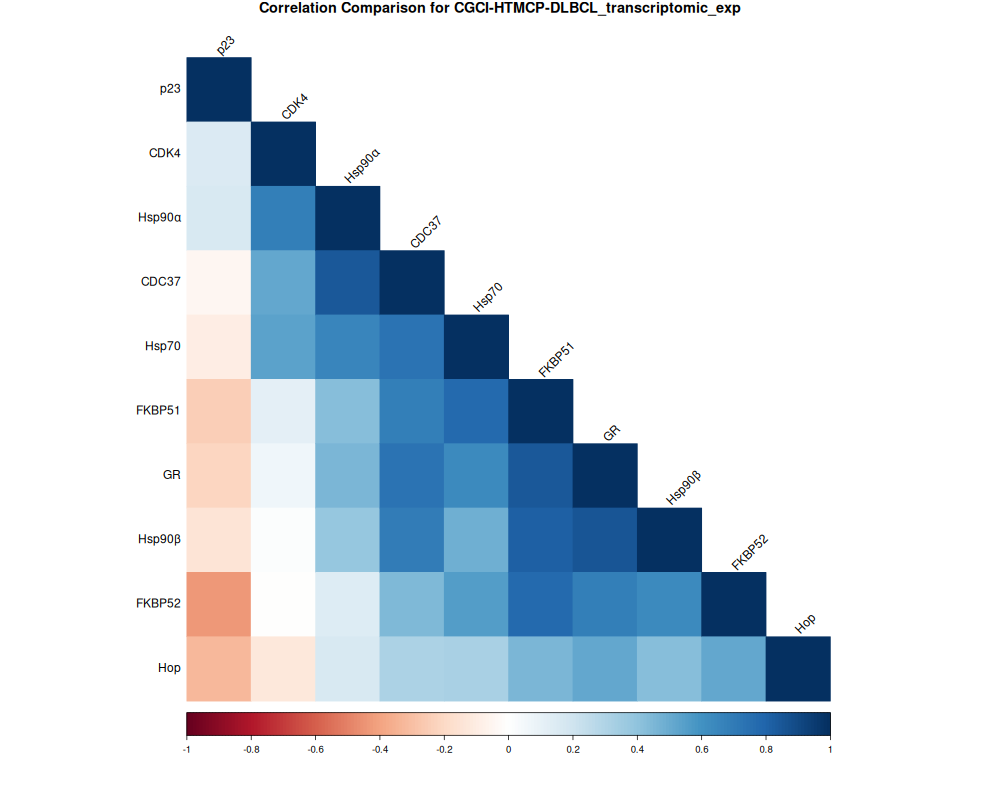 Correlation Comparison for CGCI-HTMCP-DLBCL_transcriptomic_exp
p23
p23
CDK4
CDK4
Hsp90α
Hsp90α
CDC37
CDC37
Hsp70
Hsp70
FKBP51
FKBP51
GR
GR
Hsp90β
Hsp90β
FKBP52
FKBP52
Hop
Hop
-1 -0.8 -0.6 -0.4 -0.2 0 0.2 0.4 0.6 0.8 1